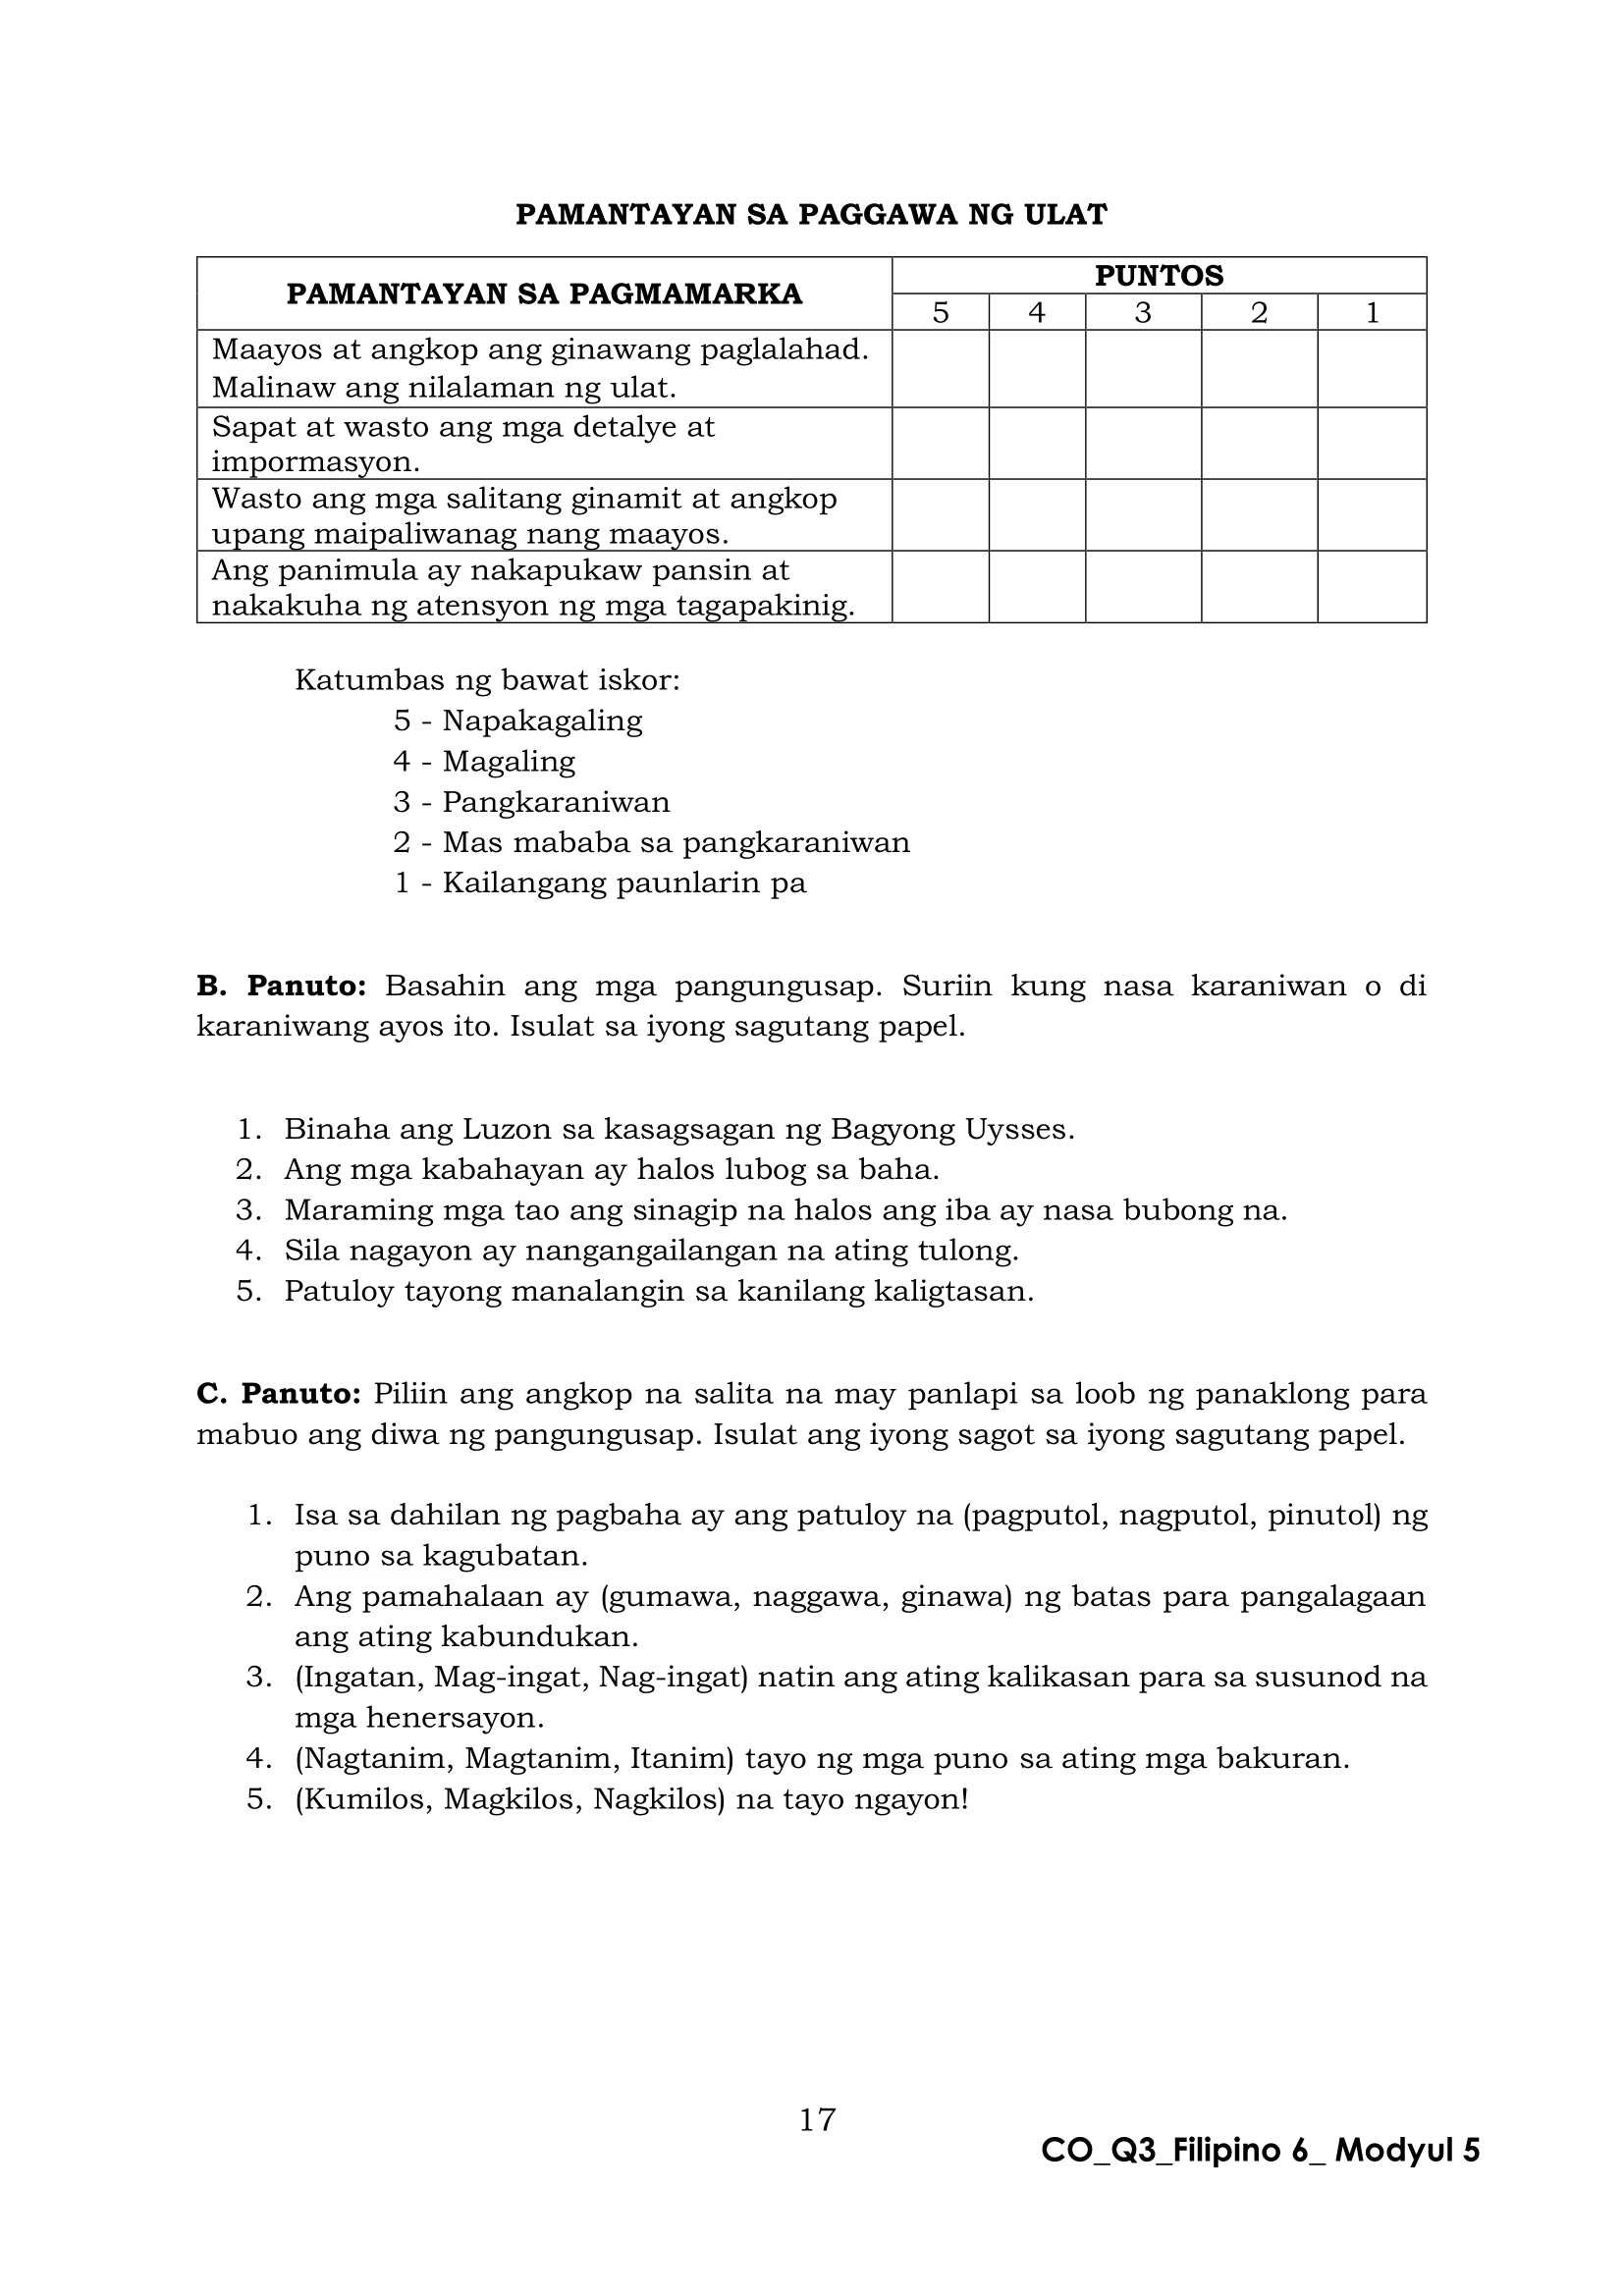 PAMANTAYAN SA PAGGAWA NG ULAT
PAMANTAYAN SA PAGMAMARKA
PUNTOS
5 4 3 2 1
Maayos at angkop ang ginawang paglalahad.
Malinaw ang nilalaman ng ulat.
Sapat at wasto ang mga detalye at
impormasyon.
Wasto ang mga salitang ginamit at angkop
upang maipaliwanag nang maayos.
Ang panimula ay nakapukaw pansin at
nakakuha ng atensyon ng mga tagapakinig.
Katumbas ng bawat iskor:
5 - Napakagaling
4 - Magaling
3 - Pangkaraniwan
2 - Mas mababa sa pangkaraniwan
1 - Kailangang paunlarin pa
B. Panuto: Basahin ang mga pangungusap. Suriin kung nasa karaniwan o di
karaniwang ayos ito. Isulat sa iyong sagutang papel.
1. Binaha ang Luzon sa kasagsagan ng Bagyong Uysses.
2. Ang mga kabahayan ay halos lubog sa baha.
3. Maraming mga tao ang sinagip na halos ang iba ay nasa bubong na.
4. Sila nagayon ay nangangailangan na ating tulong.
5. Patuloy tayong manalangin sa kanilang kaligtasan.
C. Panuto: Piliin ang angkop na salita na may panlapi sa loob ng panaklong para
mabuo ang diwa ng pangungusap. Isulat ang iyong sagot sa iyong sagutang papel.
1. Isa sa dahilan ng pagbaha ay ang patuloy na (pagputol, nagputol, pinutol) ng
puno sa kagubatan.
2. Ang pamahalaan ay (gumawa, naggawa, ginawa) ng batas para pangalagaan
ang ating kabundukan.
3. (Ingatan, Mag-ingat, Nag-ingat) natin ang ating kalikasan para sa susunod na
mga henersayon.
4. (Nagtanim, Magtanim, Itanim) tayo ng mga puno sa ating mga bakuran.
5. (Kumilos, Magkilos, Nagkilos) na tayo ngayon!
17
CO_Q3_Filipino 6_ Modyul 5